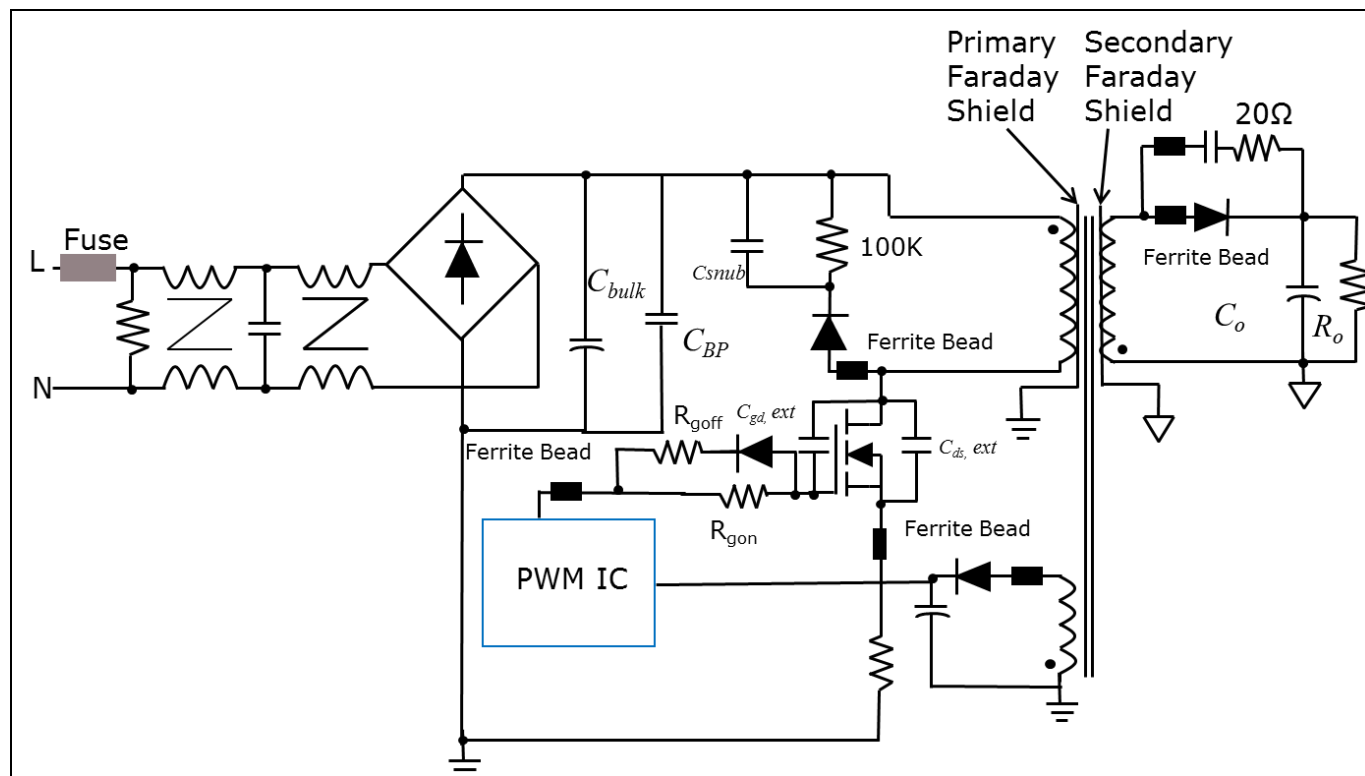 Primary
Faraday
Shield
Secondary
Faraday
Shield
20Ω
Fuse
L
100K
Csnub
C_bulk
C_BP
Ferrite Bead
Ferrite Bead
C_o
R_o
N
R_goff
C_gd, ext
C_ds, ext
Ferrite Bead
R_gon
Ferrite Bead
PWM IC